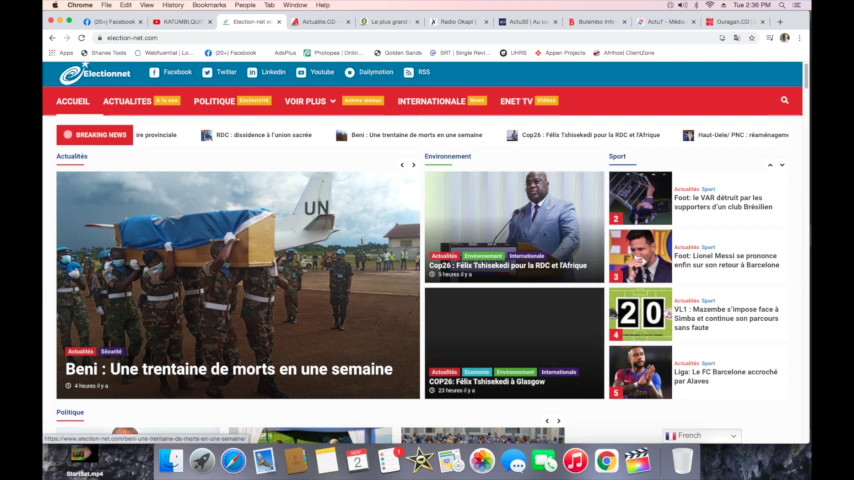 Chrome File Edit View History Bookmarks People Tab Window Help
Tue 2:36 PM
(20+) Facebook
KATUMBI,QUI
Election-net e
Actualite.CD
Le plus grand
Radio Okapi
Actu30 | Au co
Butembo info
Actu7 - Média
Ouragan.CD
election-net.com
Apps
Shanes Tools
Webfluential | Lo...
(20+) Facebook
AdsPlus
Photopea | Onlin...
Golden Sands
SRT | Single Revi...
UHRS
Appen Projects
Afrihost ClientZone
Electionnet
Facebook
Twitter
Linkedin
Youtube
Dailymotion
RSS
ACCUEIL
ACTUALITES A la une
POLITIQUE Exclusivité
VOIR PLUS
INTERNATIONALE News
ENET TV Vidéos
BREAKING NEWS
ire provinciale
RDC : dissidence à l'union sacrée
Beni : Une trentaine de morts en une semaine
Cop26 : Félix Tshisekedi pour la RDC et l'Afrique
Haut-Uele/ PNC : réaménagem
Actualités
Environnement
Sport
UN
Actualités Sécurité
Beni : Une trentaine de morts en une semaine
4 heures il y a
Actualités Environnement Internationale
Cop26 : Félix Tshisekedi pour la RDC et l'Afrique
5 heures il y a
Actualités Economie Environnement Internationale
COP26: Félix Tshisekedi à Glasgow
23 heures il y a
2
Actualités Sport
Foot: le VAR détruit par les
supporters d'un club Brésilien
3
Actualités Sport
Foot: Lionel Messi se prononce
enfin sur son retour à Barcelone
20
4
Actualités Sport
VL1 : Mazembe s'impose face à
Simba et continue son parcours
sans faute
5
Actualités Sport
Liga: Le FC Barcelone accroché
par Alaves
Politique
French
https://www.election-net.com/beni-une-trentaine-de-morts-en-une-semaine/
NOV
2
1
StartBat.mp4